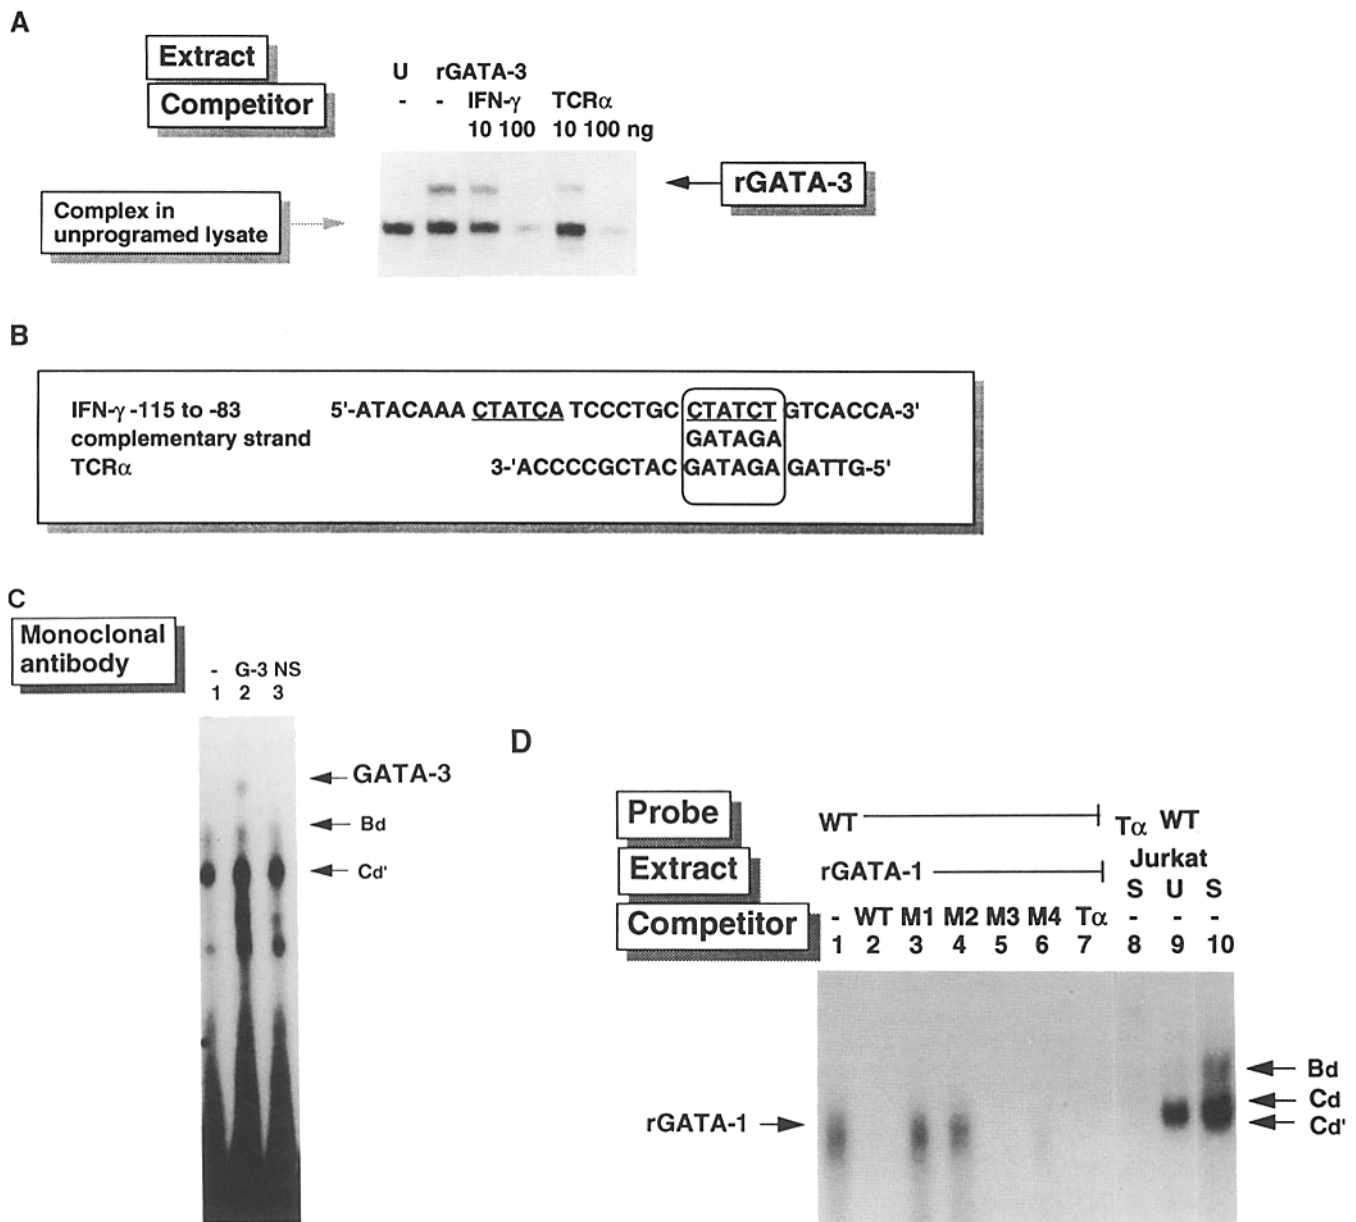 A
Extract
Competitor
U rGATA-3
- - IFN-γ TCRα
10 100 10 100 ng
rGATA-3
Complex in
unprogramed lysate
B
IFN-γ -115 to -83 5'-ATACAAA CTATCA TCCCTGC CTATCT GTCACCA-3'
complementary strand GATAGA
TCRα 3-'ACCCCGCTAC GATAGA GATTG-5'
C
Monoclonal
antibody
- G-3 NS
1 2 3
GATA-3
Bd
Cd'
D
Probe
Extract
Competitor
WT Tα WT
rGATA-1 Jurkat
S U S
- WT M1 M2 M3 M4 Tα - - -
1 2 3 4 5 6 7 8 9 10
rGATA-1
Bd
Cd
Cd'